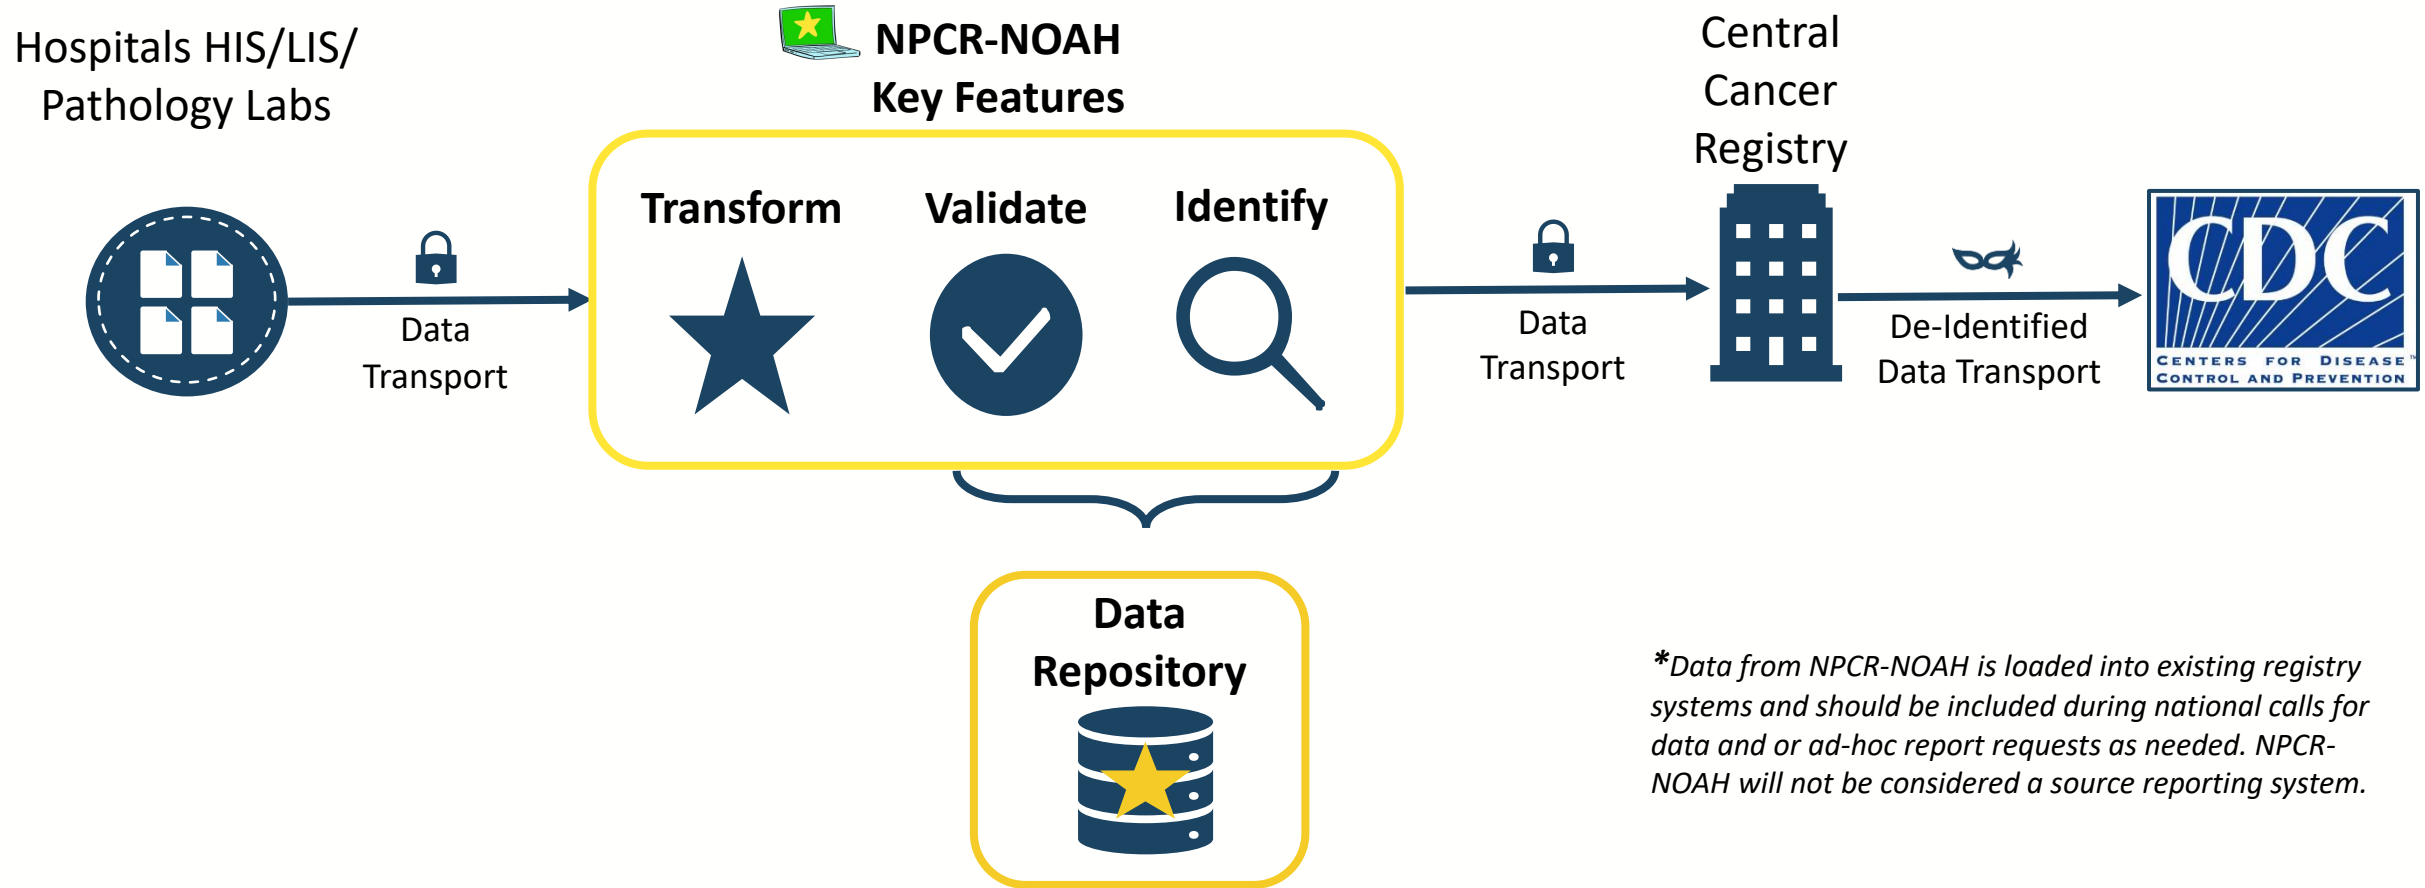 Hospitals HIS/LIS/
Pathology Labs
NPCR-NOAH
Key Features
Central
Cancer
Registry
Transform
Validate
Identify
Data
Transport
Data
Transport
De-Identified
Data Transport
CDC
CENTERS FOR DISEASE™
CONTROL AND PREVENTION
Data
Repository
*Data from NPCR-NOAH is loaded into existing registry
systems and should be included during national calls for
data and or ad-hoc report requests as needed. NPCR-
NOAH will not be considered a source reporting system.